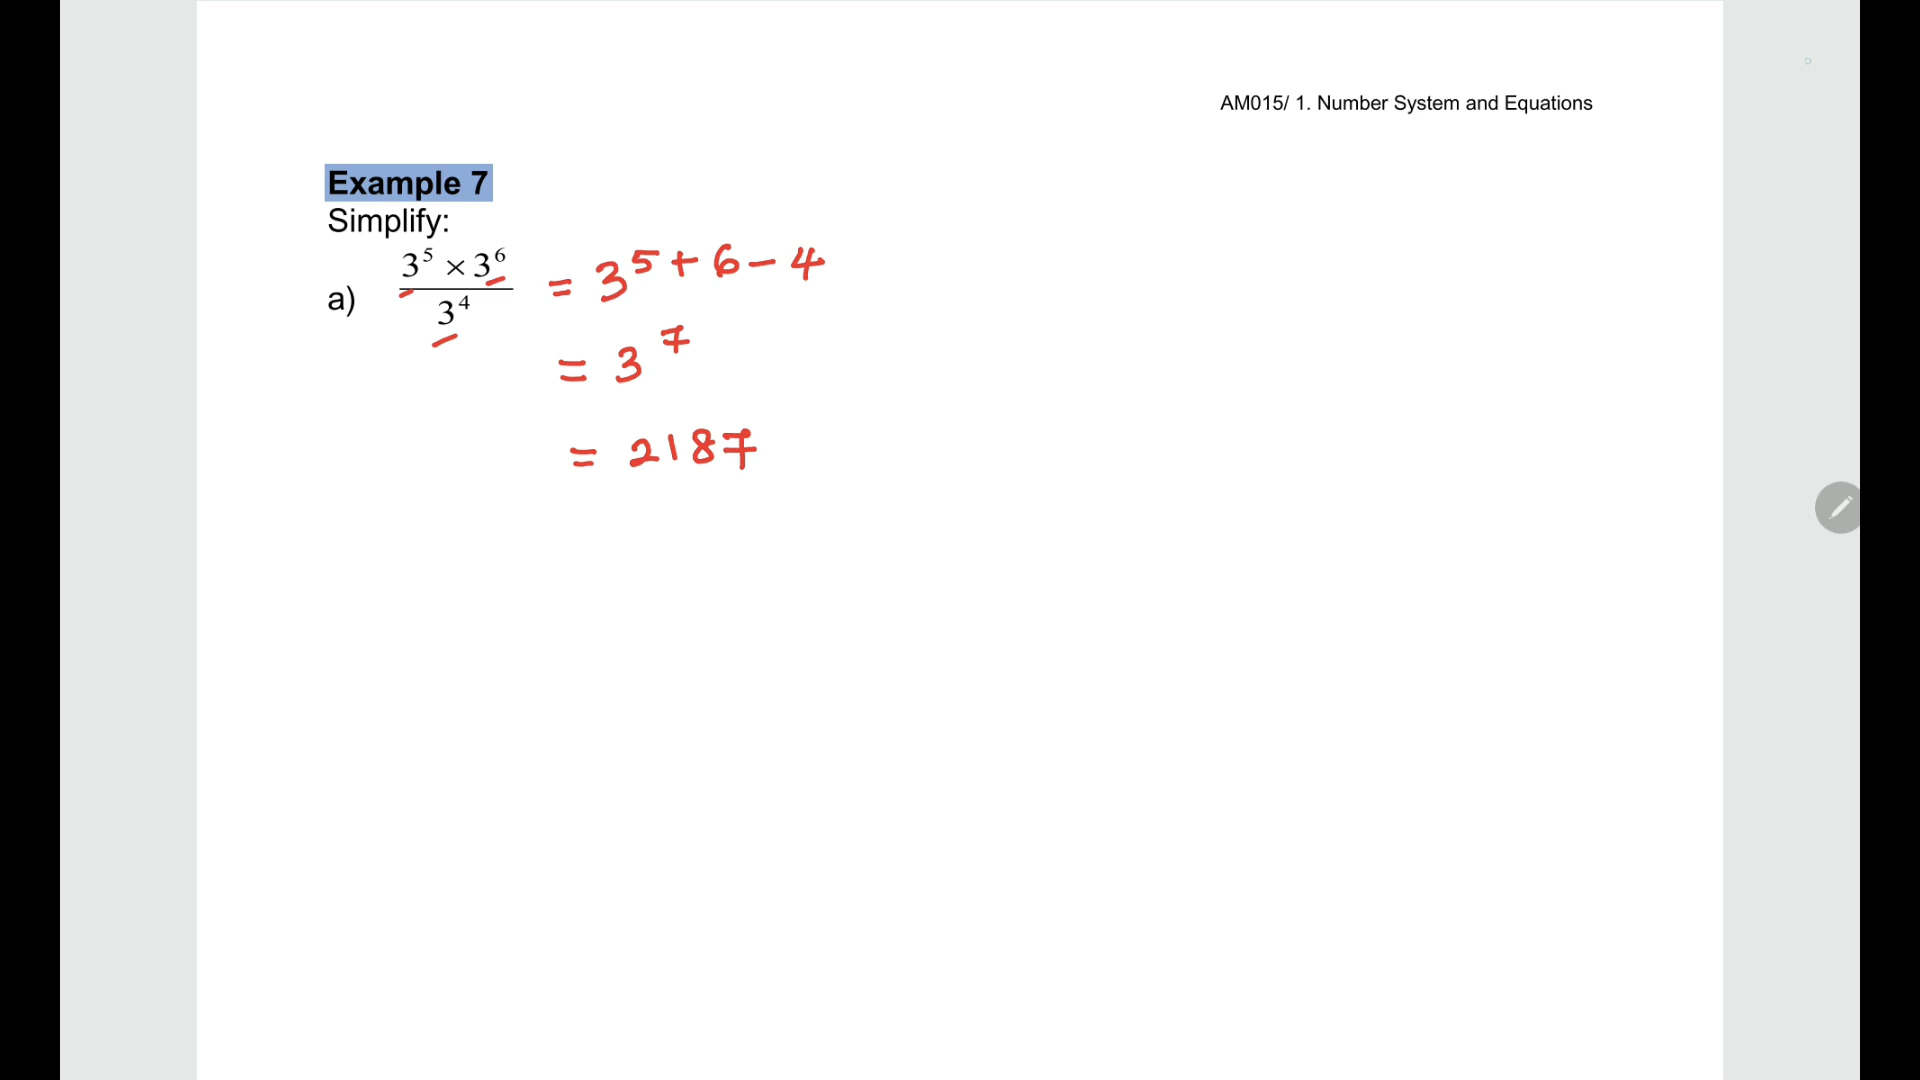 AM015/ 1. Number System and Equations
Example 7
Simplify:
a) \frac{3^5 × 3^6}{3^4} = 3^{5+6-4}
= 3^7
= 2187